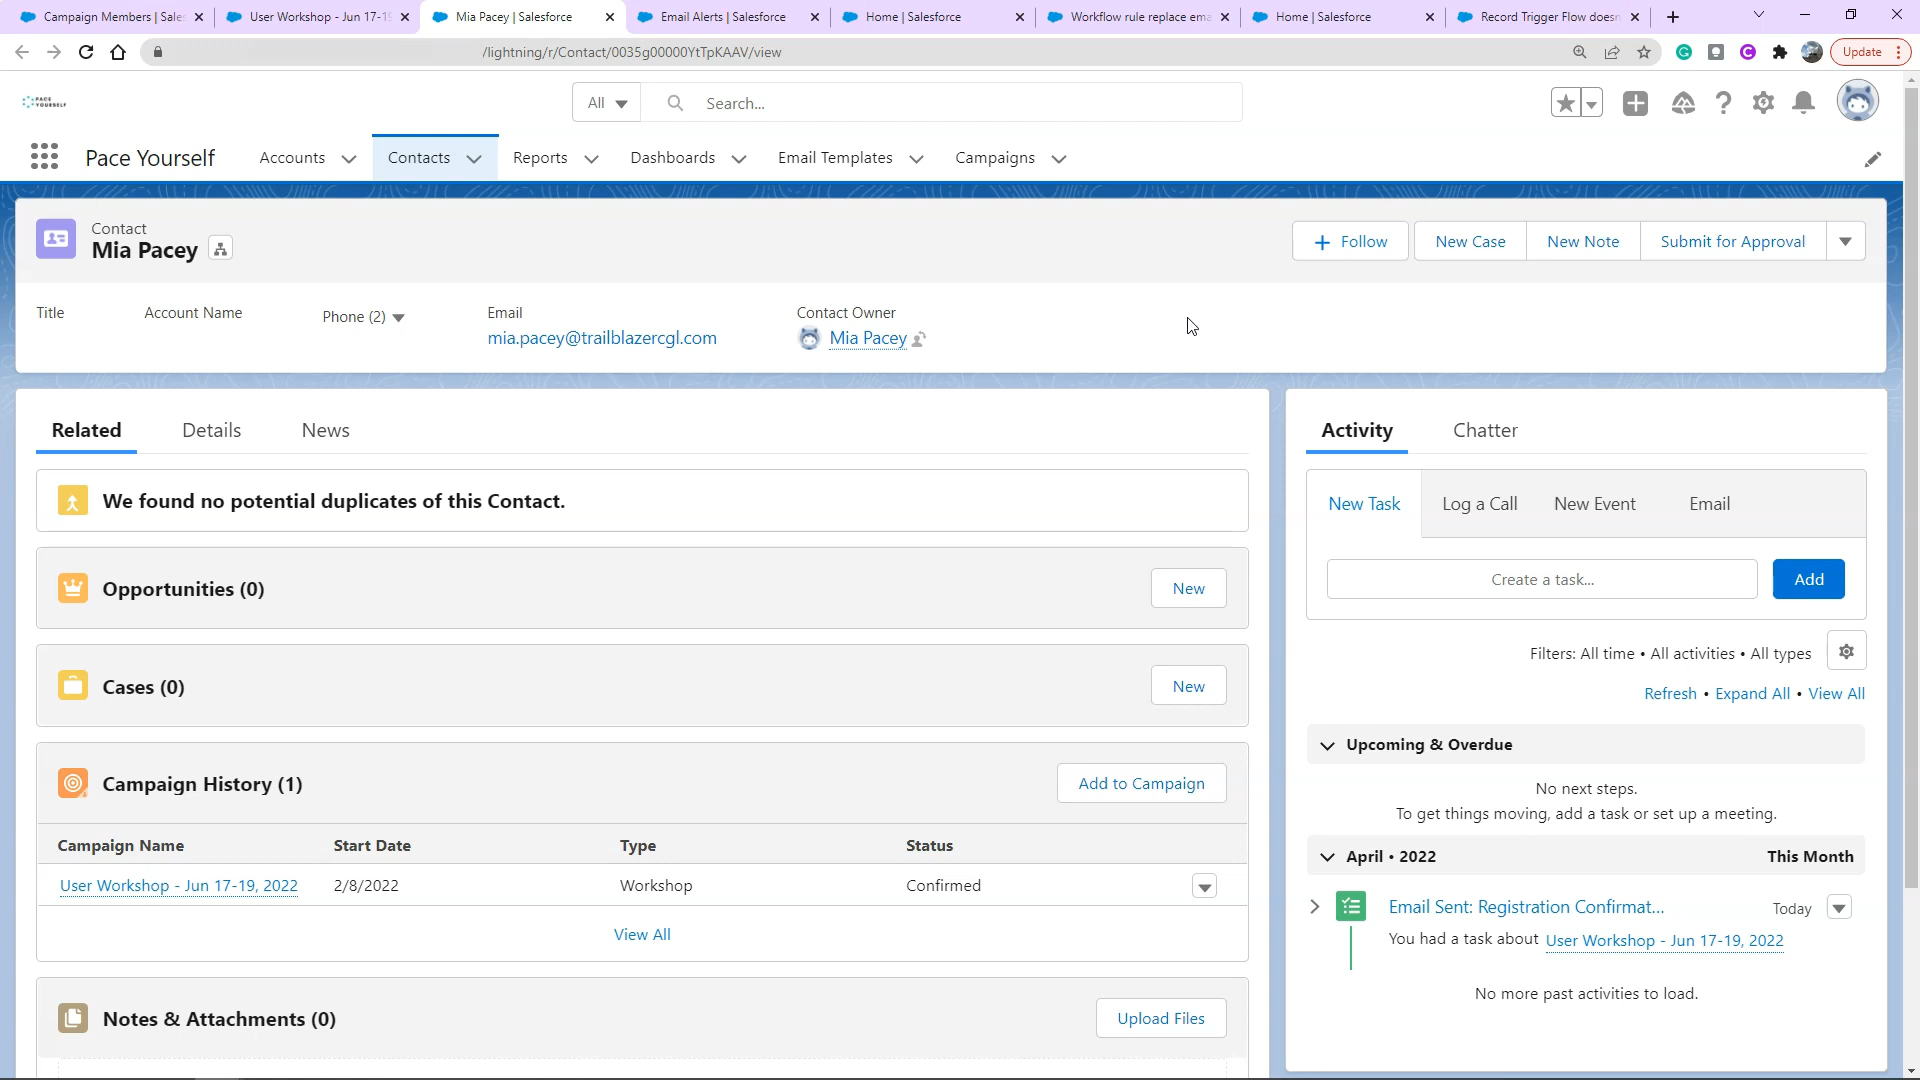 Campaign Members | Sales
User Workshop - Jun 17-19
Mia Pacey | Salesforce
Email Alerts | Salesforce
Home | Salesforce
Workflow rule replace ema
Home | Salesforce
Record Trigger Flow doesn
/lightning/r/Contact/0035g00000YtTpKAAV/view
Update
PACE YOURSELF
All
Search...
Pace Yourself
Accounts
Contacts
Reports
Dashboards
Email Templates
Campaigns
Contact
Mia Pacey
Follow
New Case
New Note
Submit for Approval
Title
Account Name
Phone (2)
Email
mia.pacey@trailblazercgl.com
Contact Owner
Mia Pacey
Related
Details
News
We found no potential duplicates of this Contact.
Opportunities (0)
New
Cases (0)
New
Campaign History (1)
Add to Campaign
Campaign Name Start Date Type Status
User Workshop - Jun 17-19, 2022 2/8/2022 Workshop Confirmed
View All
Notes & Attachments (0)
Upload Files
Activity
Chatter
New Task
Log a Call
New Event
Email
Create a task...
Add
Filters: All time • All activities • All types
Refresh • Expand All • View All
Upcoming & Overdue
No next steps.
To get things moving, add a task or set up a meeting.
April • 2022 This Month
Email Sent: Registration Confirmat... Today
You had a task about User Workshop - Jun 17-19, 2022
No more past activities to load.